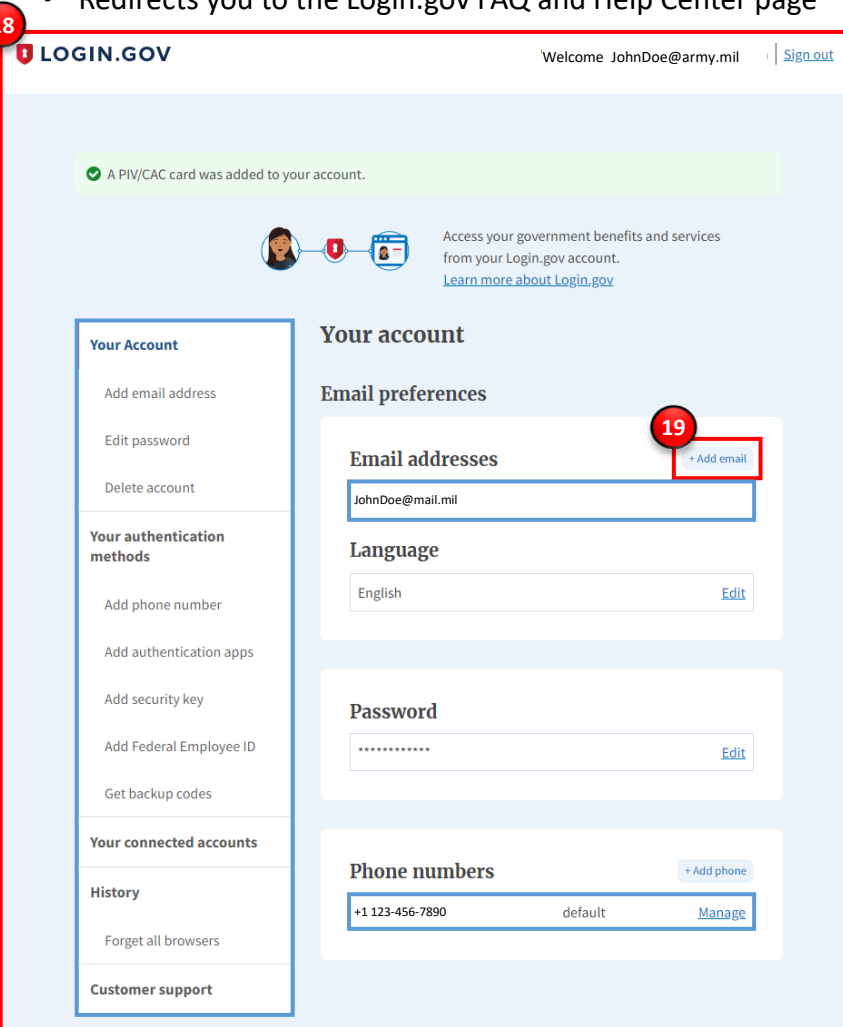 • Redirects you to the Login.gov FAQ and Help Center page
18
LOGIN.GOV
Welcome JohnDoe@army.mil | Sign out
A PIV/CAC card was added to your account.
Access your government benefits and services
from your Login.gov account.
Learn more about Login.gov
Your Account
Add email address
Edit password
Delete account
Your authentication
methods
Add phone number
Add authentication apps
Add security key
Add Federal Employee ID
Get backup codes
Your connected accounts
History
Forget all browsers
Customer support
Your account
Email preferences
19
Email addresses
+ Add email
JohnDoe@mail.mil
Language
English Edit
Password
************ Edit
Phone numbers
+ Add phone
+1 123-456-7890 default Manage